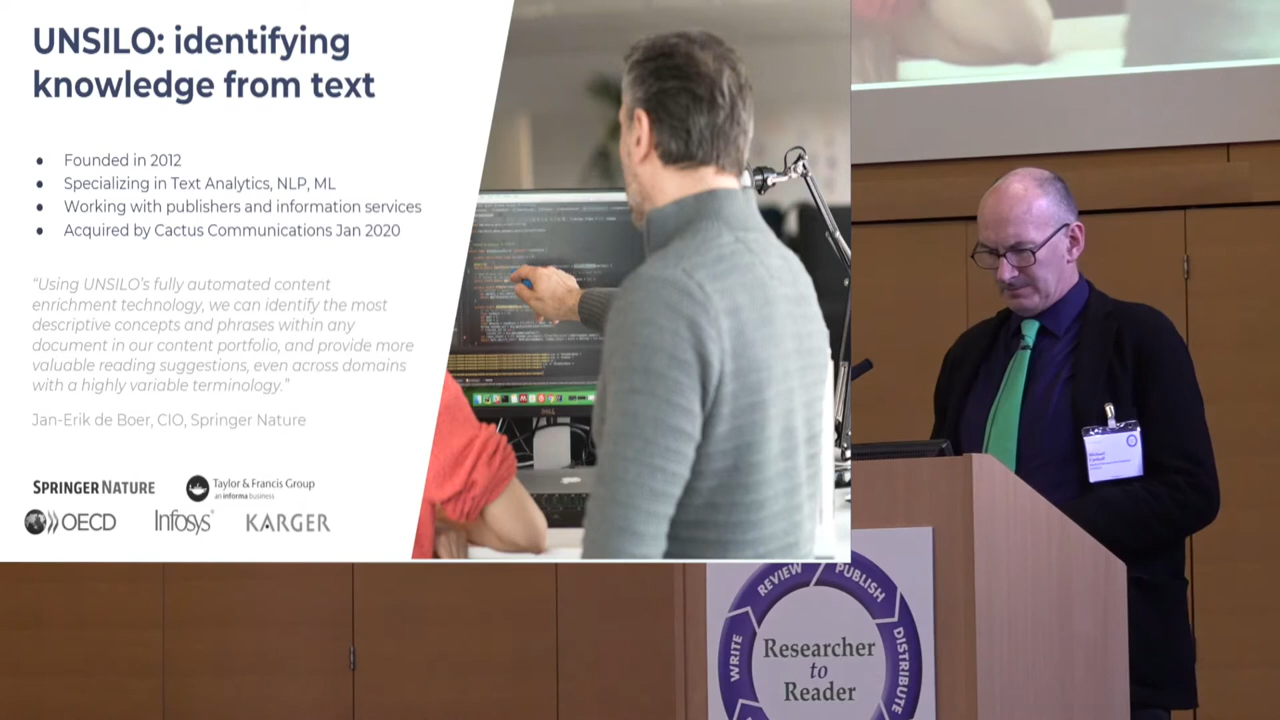 UNSILO: identifying
knowledge from text
● Founded in 2012
● Specializing in Text Analytics, NLP, ML
● Working with publishers and information services
● Acquired by Cactus Communications Jan 2020
“Using UNSILO’s fully automated content
enrichment technology, we can identify the most
descriptive concepts and phrases within any
document in our content portfolio, and provide more
valuable reading suggestions, even across domains
with a highly variable terminology.”
Jan-Erik de Boer, CIO, Springer Nature
SPRINGER NATURE
Taylor & Francis Group
an informa business
OECD
Infosys
KARGER
DELL
Michael
WRITE
REVIEW
PUBLISH
DISTRIBUTE
Researcher
to
Reader